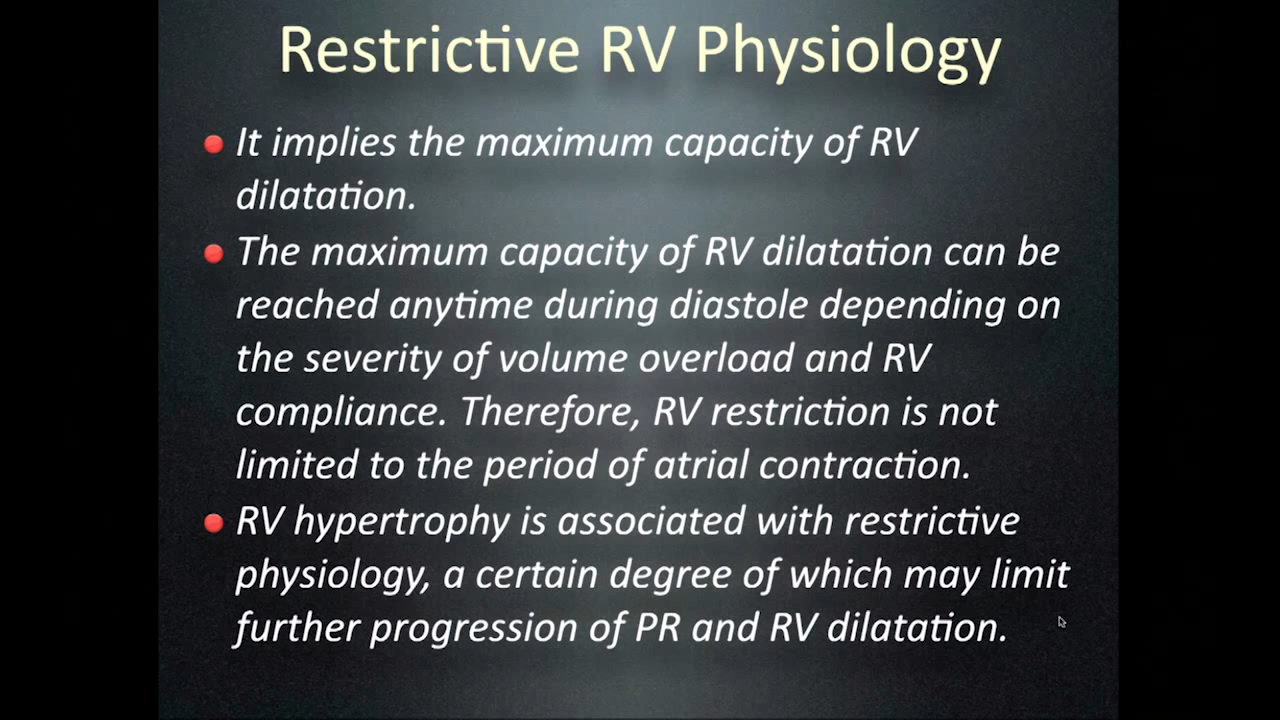 Restrictive RV Physiology
It implies the maximum capacity of RV
dilatation.
The maximum capacity of RV dilatation can be
reached anytime during diastole depending on
the severity of volume overload and RV
compliance. Therefore, RV restriction is not
limited to the period of atrial contraction.
RV hypertrophy is associated with restrictive
physiology, a certain degree of which may limit
further progression of PR and RV dilatation.